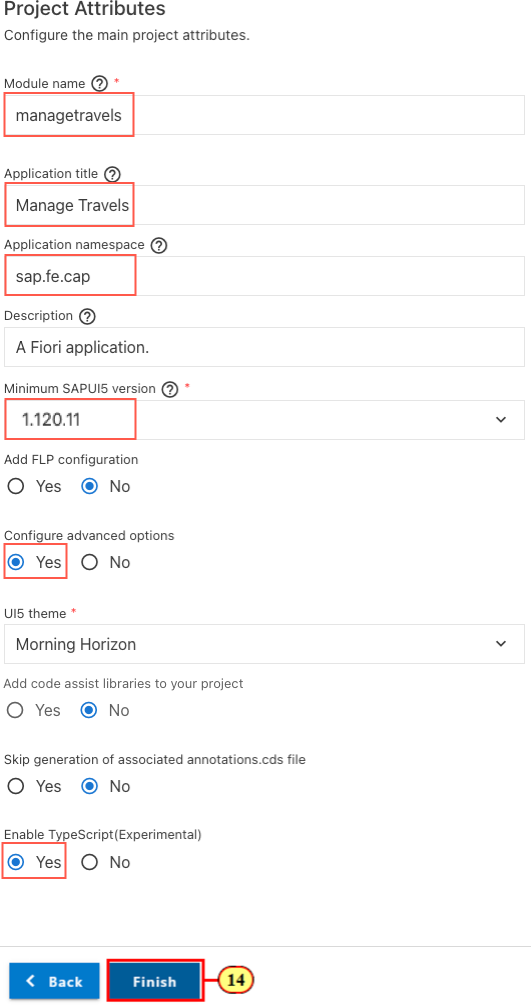 Project Attributes
Configure the main project attributes.
Module name ? *
managetravels
Application title ?
Manage Travels
Application namespace ?
sap.fe.cap
Description ?
A Fiori application.
Minimum SAPUI5 version ? *
1.120.11
Add FLP configuration
Yes No
Configure advanced options
Yes No
UI5 theme *
Morning Horizon
Add code assist libraries to your project
Yes No
Skip generation of associated annotations.cds file
Yes No
Enable TypeScript(Experimental)
Yes No
Back Finish 14